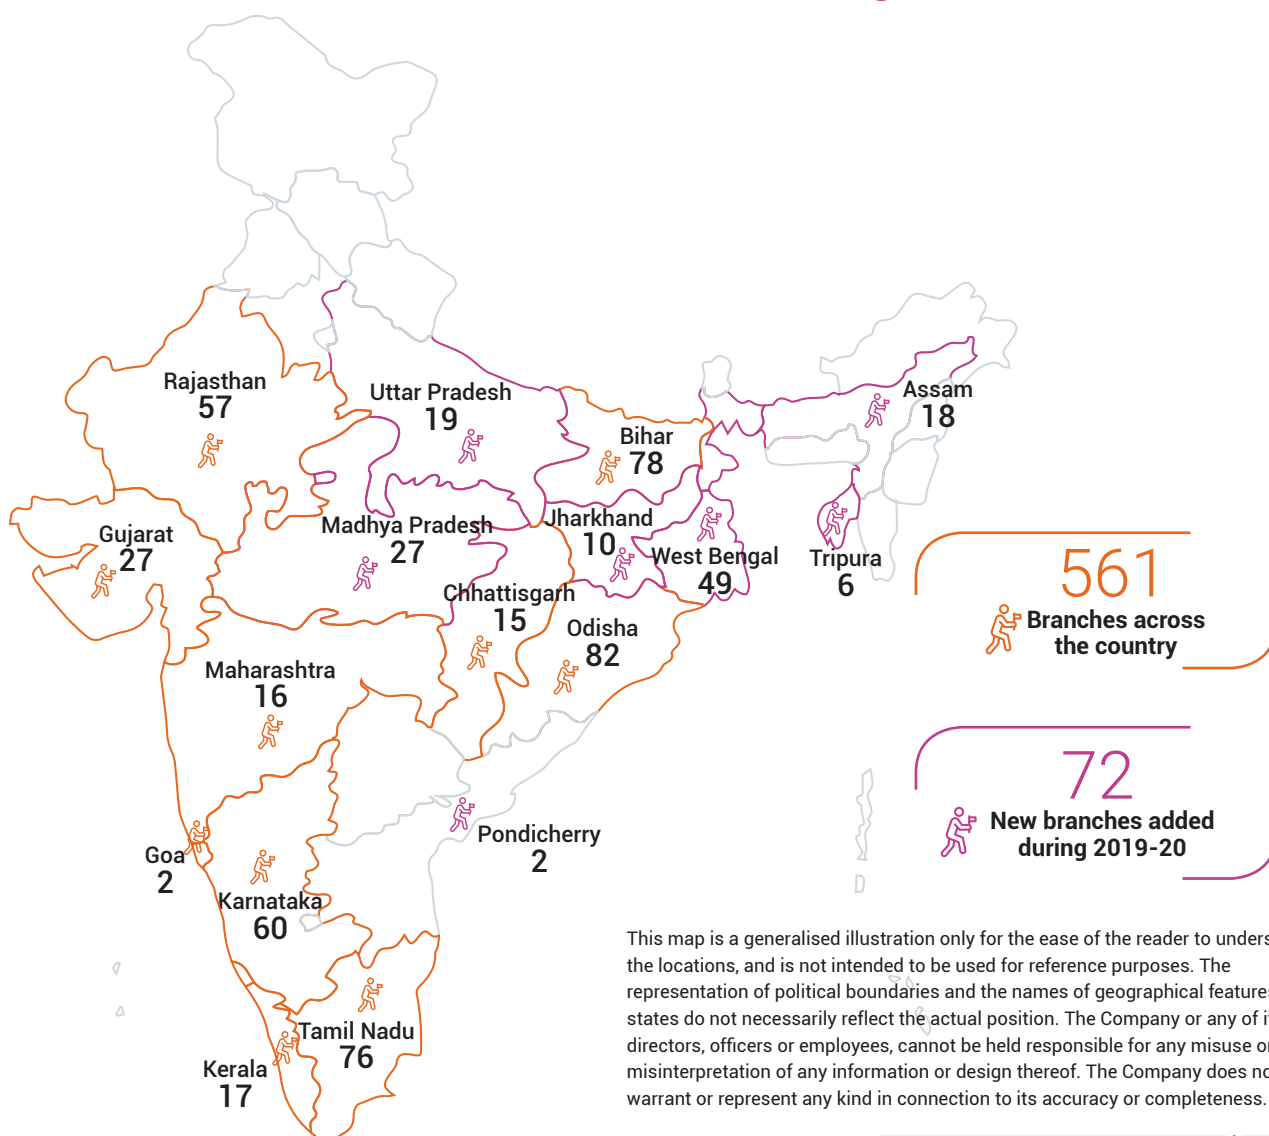 Rajasthan
57
Uttar Pradesh
19
Assam
18
Bihar
78
Gujarat
27
Madhya Pradesh
27
Jharkhand
10
West Bengal
49
Tripura
6
Chhattisgarh
15
Odisha
82
Maharashtra
16
561
Branches across
the country
72
New branches added
during 2019-20
Pondicherry
2
Goa
2
Karnataka
60
Tamil Nadu
76
Kerala
17
This map is a generalised illustration only for the ease of the reader to unders
the locations, and is not intended to be used for reference purposes. The
representation of political boundaries and the names of geographical features
states do not necessarily reflect the actual position. The Company or any of i
directors, officers or employees, cannot be held responsible for any misuse or
misinterpretation of any information or design thereof. The Company does no
warrant or represent any kind in connection to its accuracy or completeness.